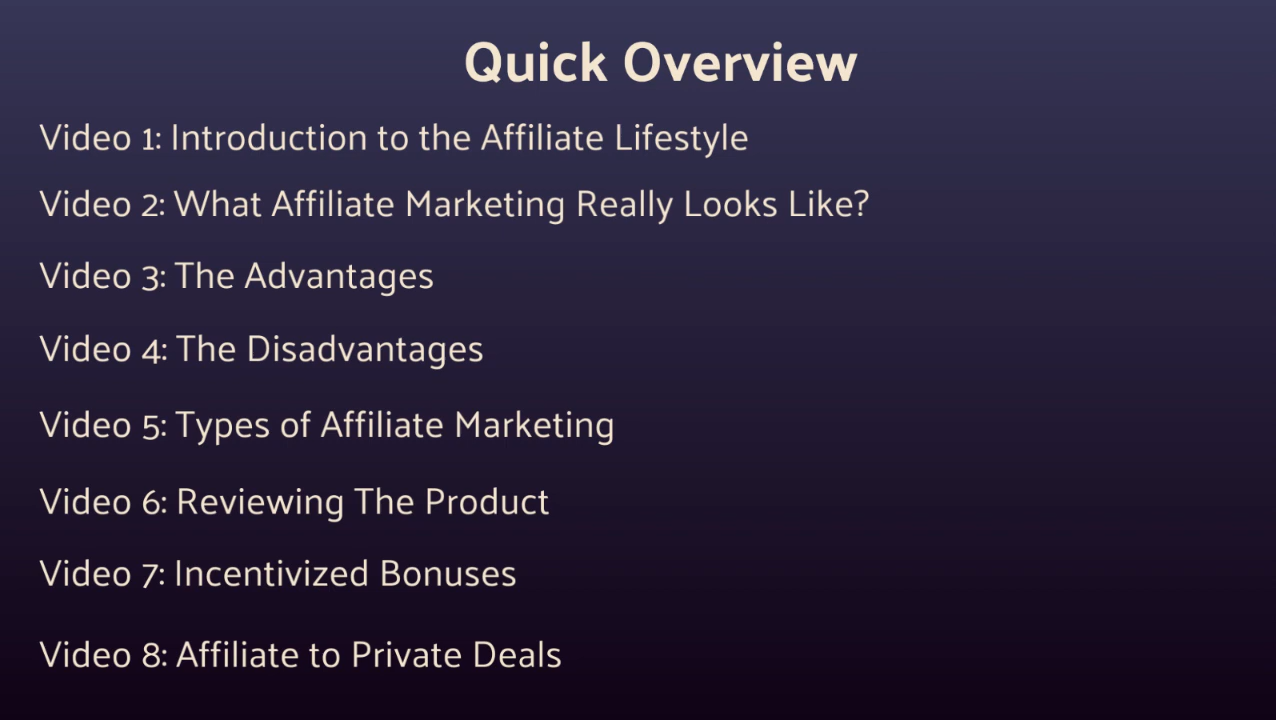 Quick Overview
Video 1: Introduction to the Affiliate Lifestyle
Video 2: What Affiliate Marketing Really Looks Like?
Video 3: The Advantages
Video 4: The Disadvantages
Video 5: Types of Affiliate Marketing
Video 6: Reviewing The Product
Video 7: Incentivized Bonuses
Video 8: Affiliate to Private Deals